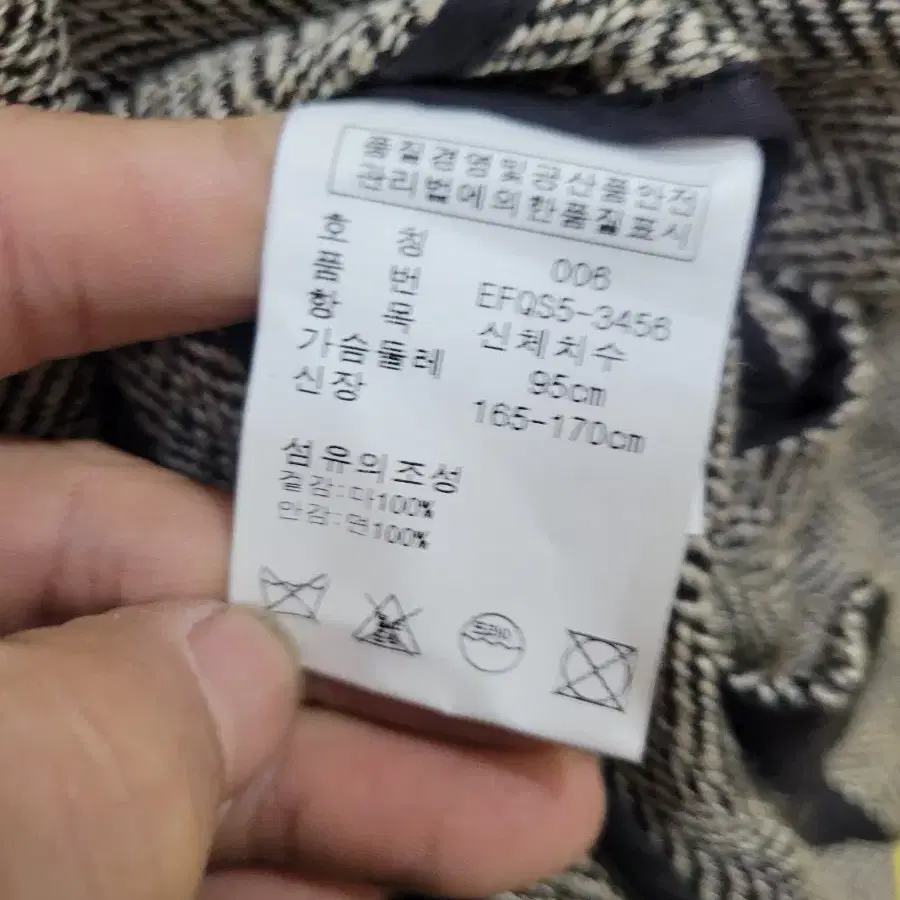 품질경영및공산품안전
관리법에의한품질표시
호 칭 006
품 번 EFQS5-3456
항 목 신체치수
가슴둘레 95cm
신장 165-170cm
섬유의조성
겉감:마100%
안감:면100%
드라이